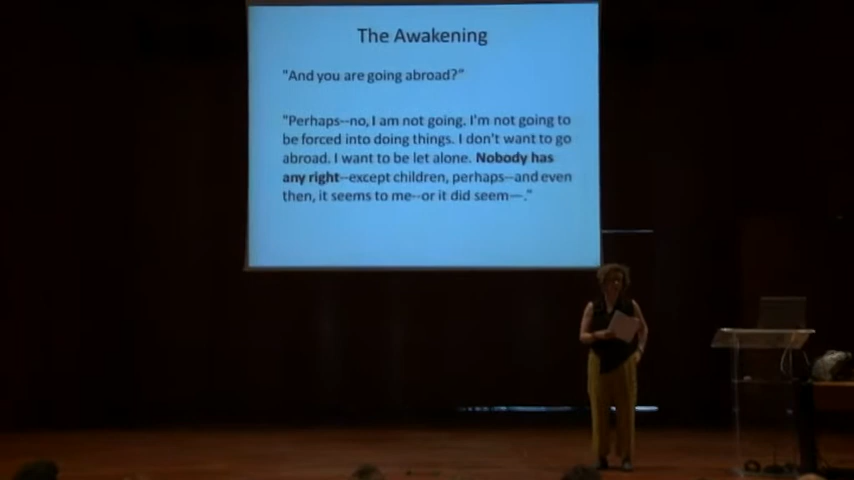 The Awakening
"And you are going abroad?"
"Perhaps--no, I am not going. I'm not going to
be forced into doing things. I don't want to go
abroad. I want to be let alone. Nobody has
any right--except children, perhaps--and even
then, it seems to me--or it did seem—."